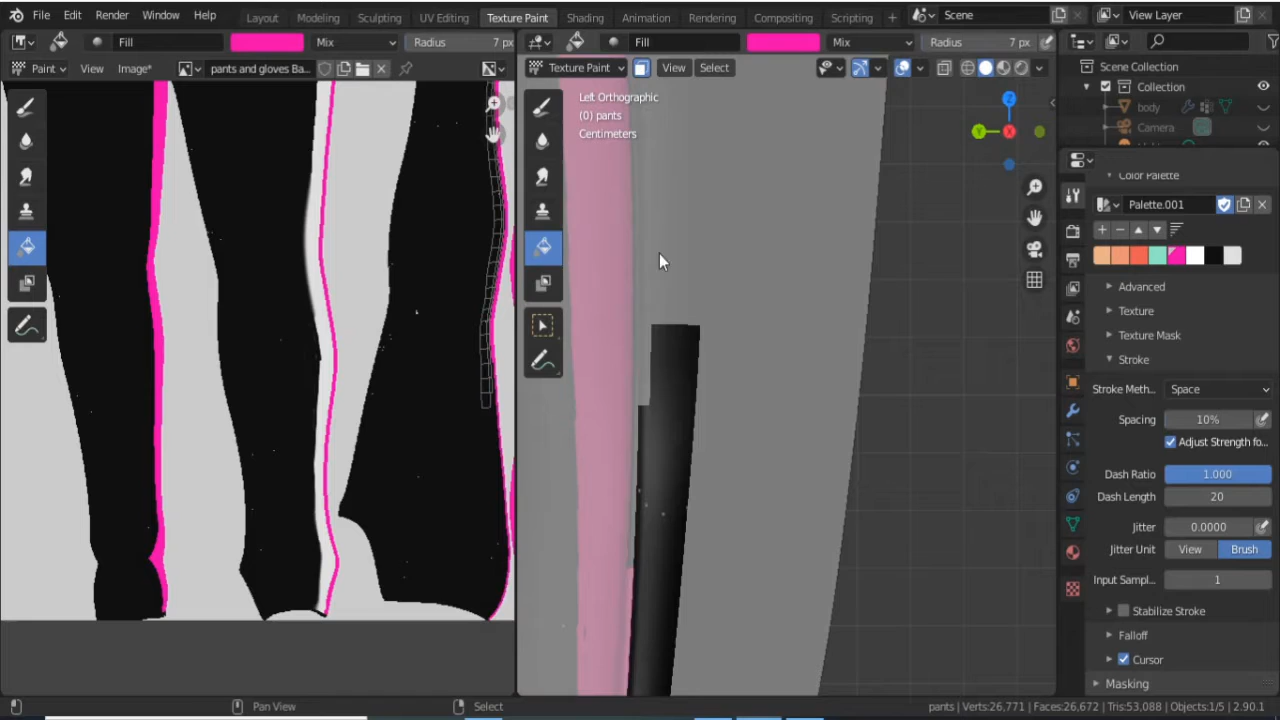 File Edit Render Window Help Layout Modeling Sculpting UV Editing Texture Paint Shading Animation Rendering Compositing Scripting + Scene View Layer
Fill Mix Radius 7 px Fill Mix Radius 7 px
Paint View Image* pants and gloves Ba... Texture Paint View Select
Scene Collection
Collection
body
Camera
Left Orthographic
(0) pants
Centimeters
Color Palette
Palette.001
Advanced
Texture
Texture Mask
Stroke
Stroke Meth... Space
Spacing 10%
Adjust Strength fo...
Dash Ratio 1.000
Dash Length 20
Jitter 0.0000
Jitter Unit View Brush
Input Sampl... 1
Stabilize Stroke
Falloff
Cursor
Masking
Pan View Select pants | Verts:26,771 | Faces:26,672 | Tris:53,088 | Objects:1/5 | 2.90.1